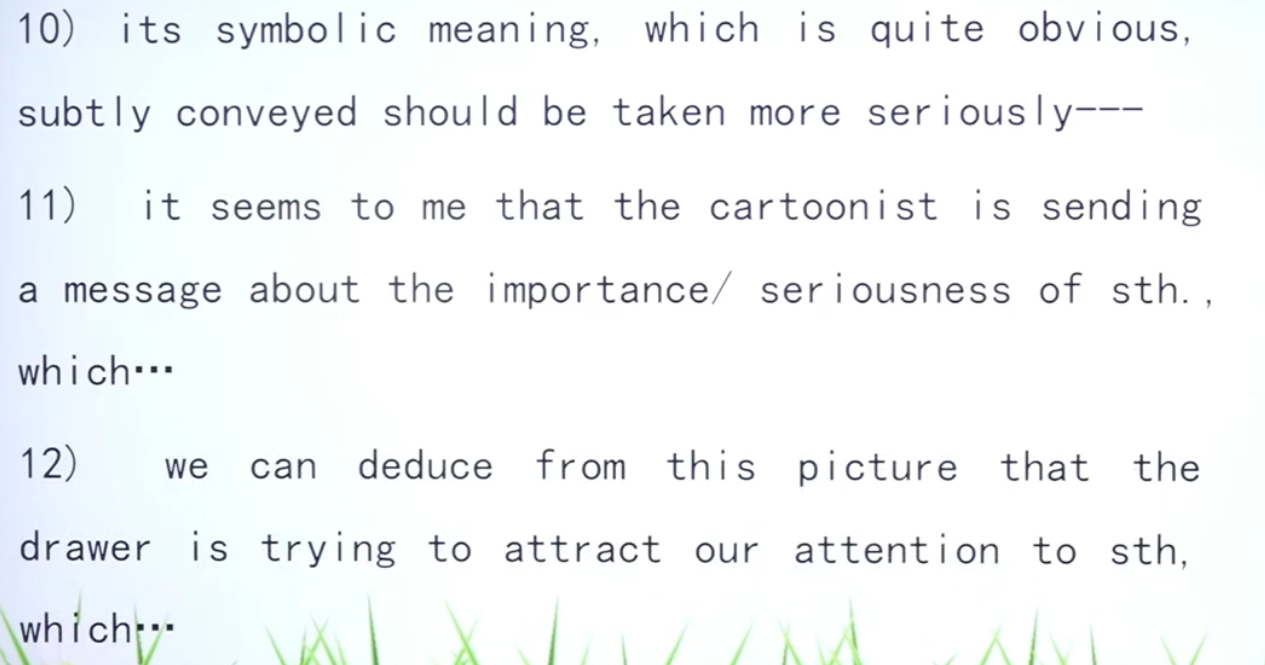 10) its symbolic meaning, which is quite obvious,
subtly conveyed should be taken more seriously---
11) it seems to me that the cartoonist is sending
a message about the importance/ seriousness of sth.,
which…
12) we can deduce from this picture that the
drawer is trying to attract our attention to sth,
which…